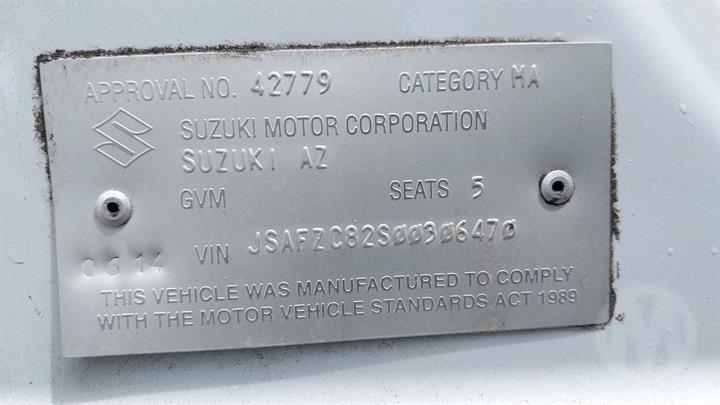 APPROVAL NO. 42779 CATEGORY MA
SUZUKI MOTOR CORPORATION
SUZUKI AZ
GVM SEATS 5
06 14 VIN JSAFZC82S00306470
THIS VEHICLE WAS MANUFACTURED TO COMPLY
WITH THE MOTOR VEHICLE STANDARDS ACT 1989
M